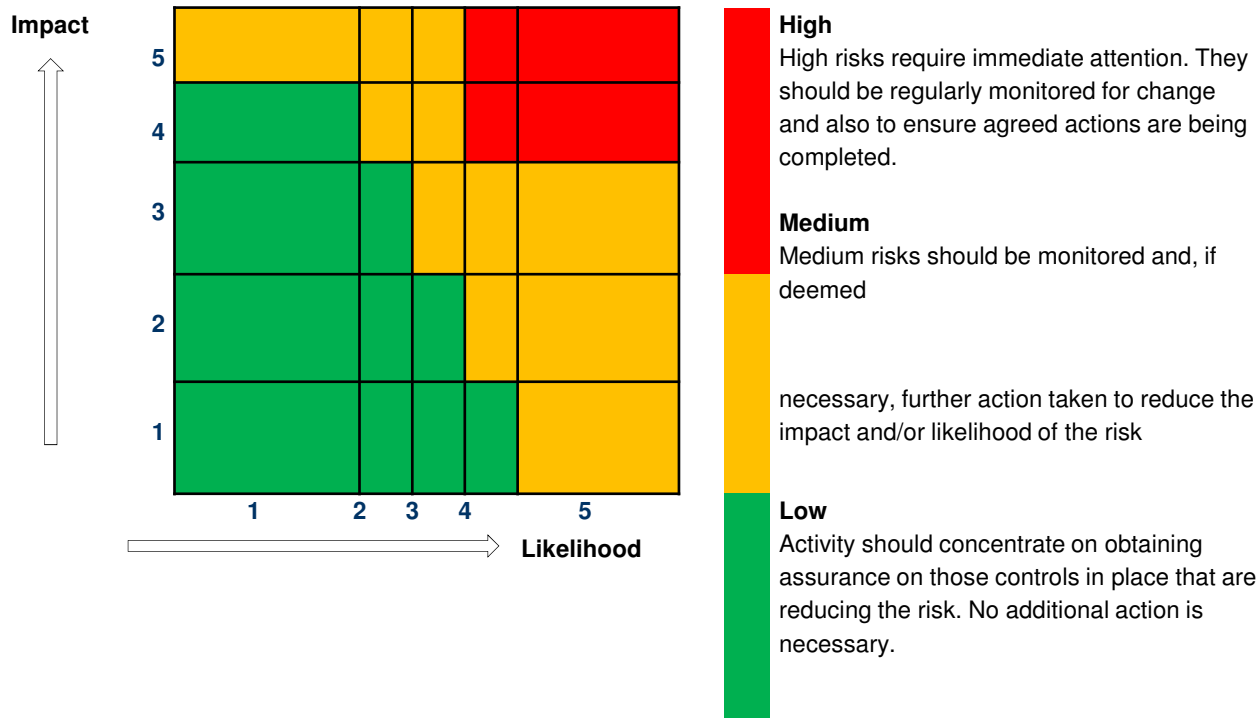 Impact
5
4
3
2
1
1 2 3 4 5
Likelihood
High
High risks require immediate attention. They
should be regularly monitored for change
and also to ensure agreed actions are being
completed.
Medium
Medium risks should be monitored and, if
deemed
necessary, further action taken to reduce the
impact and/or likelihood of the risk
Low
Activity should concentrate on obtaining
assurance on those controls in place that are
reducing the risk. No additional action is
necessary.